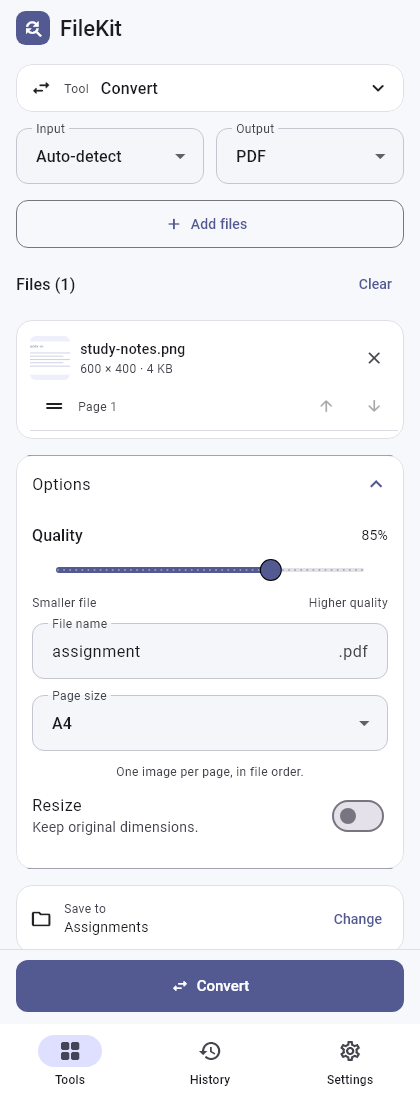 FileKit
Tool Convert
Input
Output
Auto-detect
PDF
Add files
Files (1)
Clear
study-notes.png
600 × 400 · 4 KB
Page 1
Options
Quality
85%
Smaller file
Higher quality
File name
assignment
.pdf
Page size
A4
One image per page, in file order.
Resize
Keep original dimensions.
Save to
Assignments
Change
Convert
Tools
History
Settings